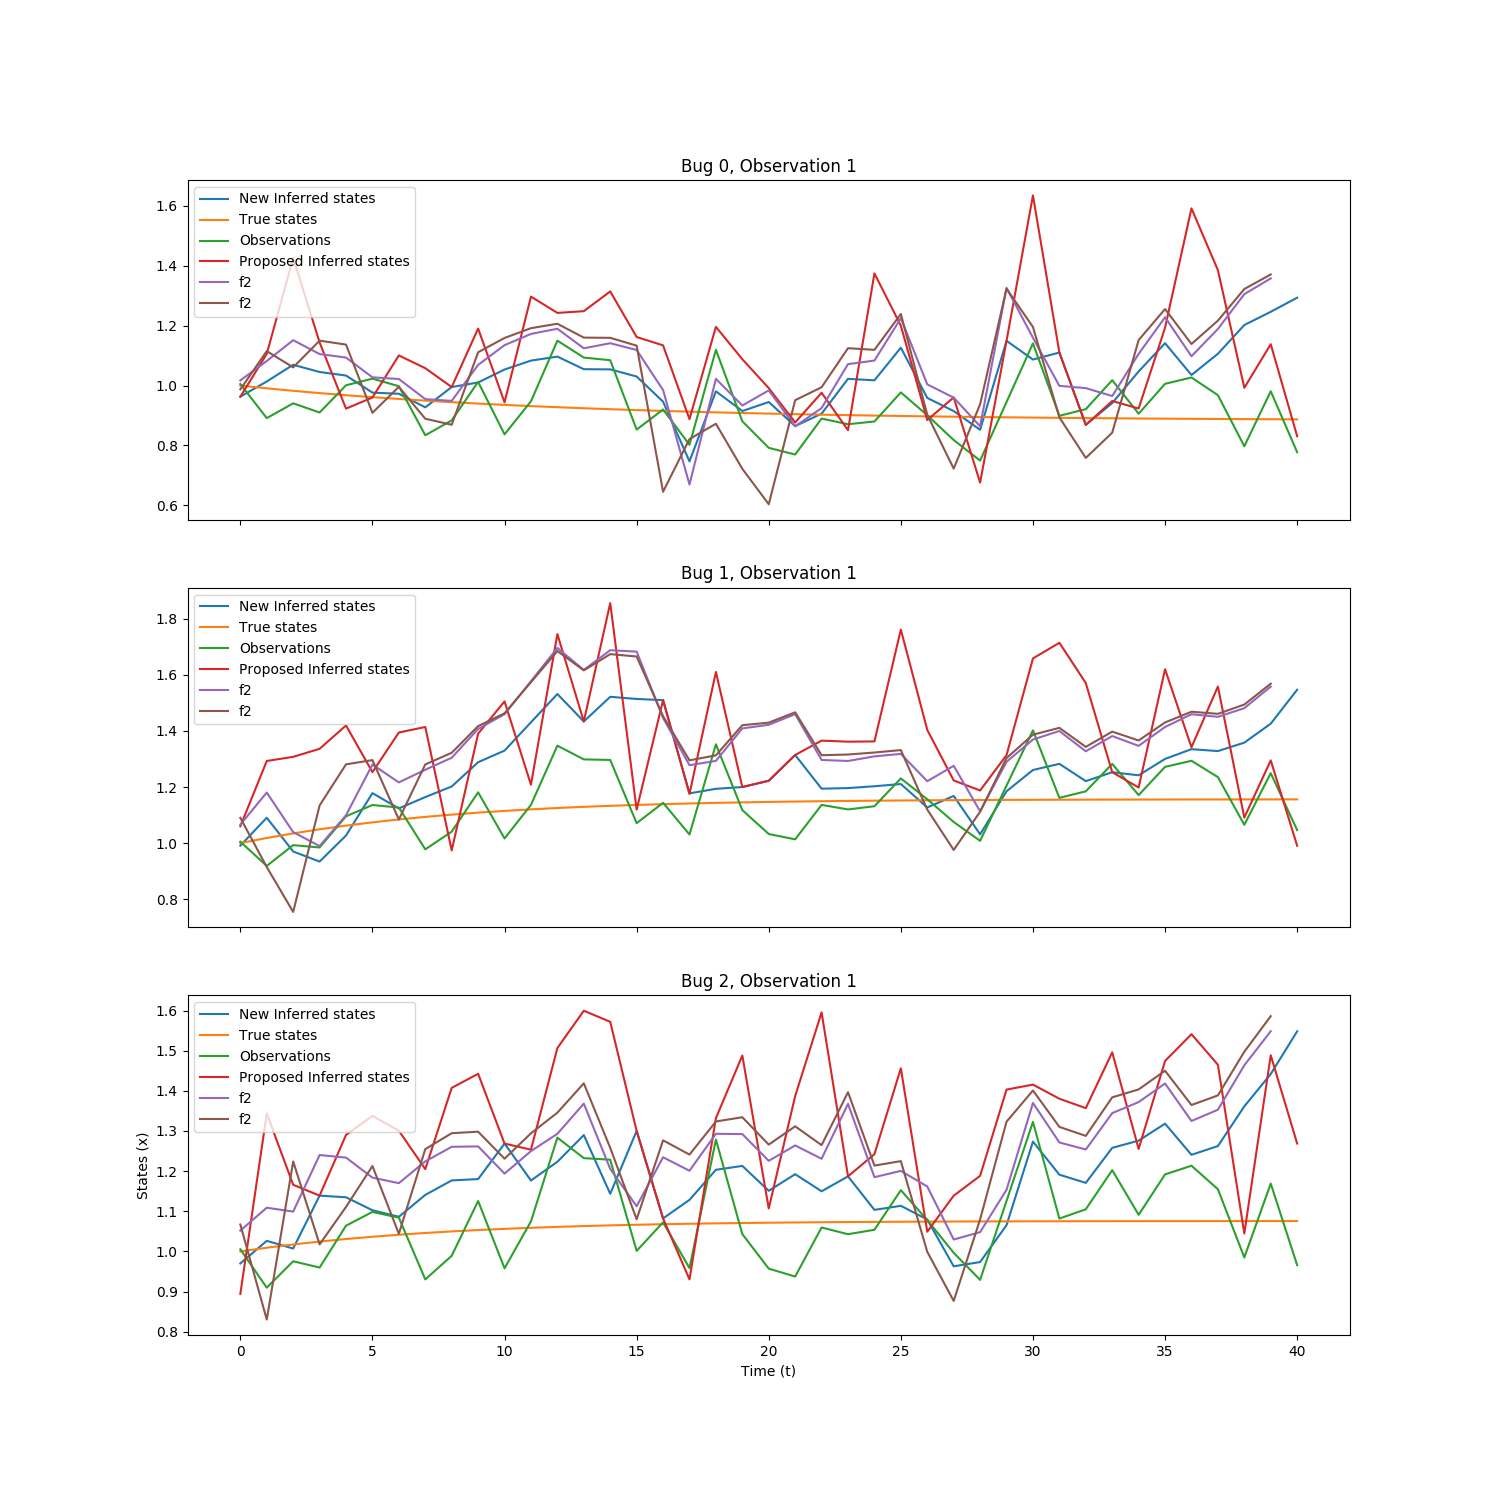 Bug 0, Observation 1
New Inferred states
True states
Observations
Proposed Inferred states
f2
f2
1.6
1.4
1.2
1.0
0.8
0.6
Bug 1, Observation 1
New Inferred states
True states
Observations
Proposed Inferred states
f2
f2
1.8
1.6
1.4
1.2
1.0
0.8
Bug 2, Observation 1
New Inferred states
True states
Observations
Proposed Inferred states
f2
f2
1.6
1.5
1.4
1.3
1.2
1.1
1.0
0.9
0.8
States (x)
0 5 10 15 20 25 30 35 40
Time (t)